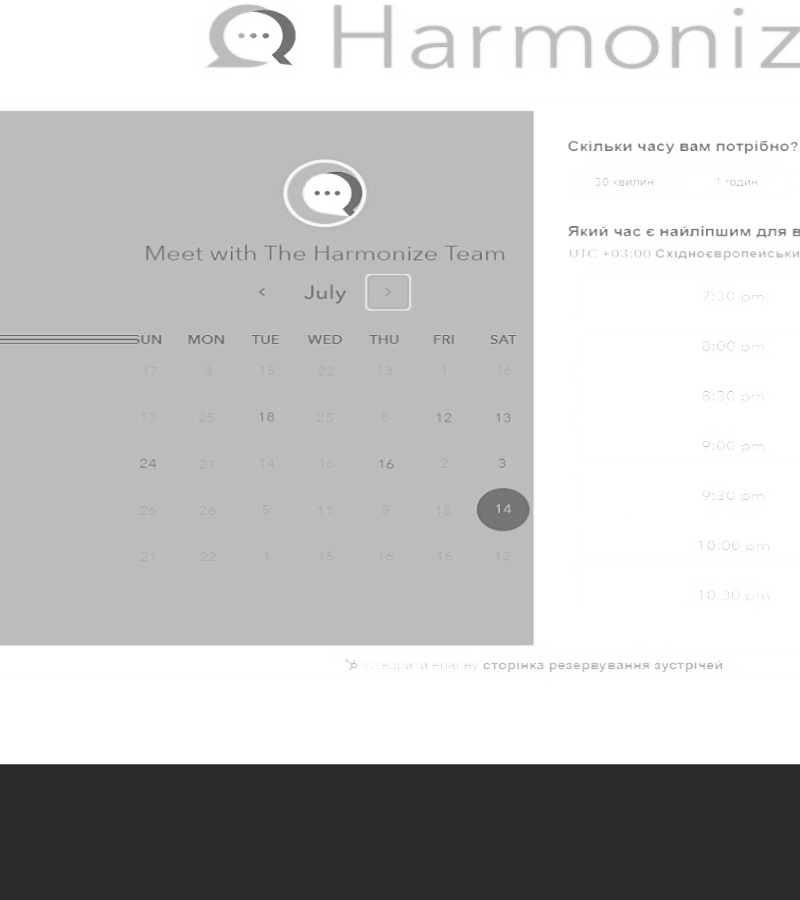 Harmoniz
Meet with The Harmonize Team
July
SUN MON TUE WED THU FRI SAT
17 3 15 22 13 1 16
13 25 18 25 8 12 13
24 21 14 16 16 2 3
26 26 5 11 8 18 14
21 22 1 15 16 16 12
Скільки часу вам потрібно?
30 хвилин 1 годин
Який час є найліпшим для в
UTC +03:00 Східноєвропейськи
7:30 pm
8:00 pm
8:30 pm
9:00 pm
9:30 pm
10:00 pm
10:30 pm
Створити власну сторінка резервування зустрічей